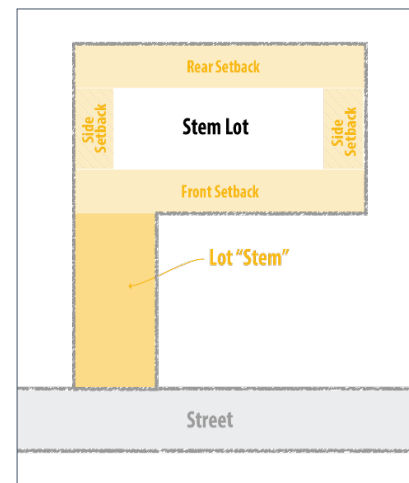 Rear Setback
Side
Setback
Stem Lot
Side
Setback
Front Setback
Lot “Stem”
Street